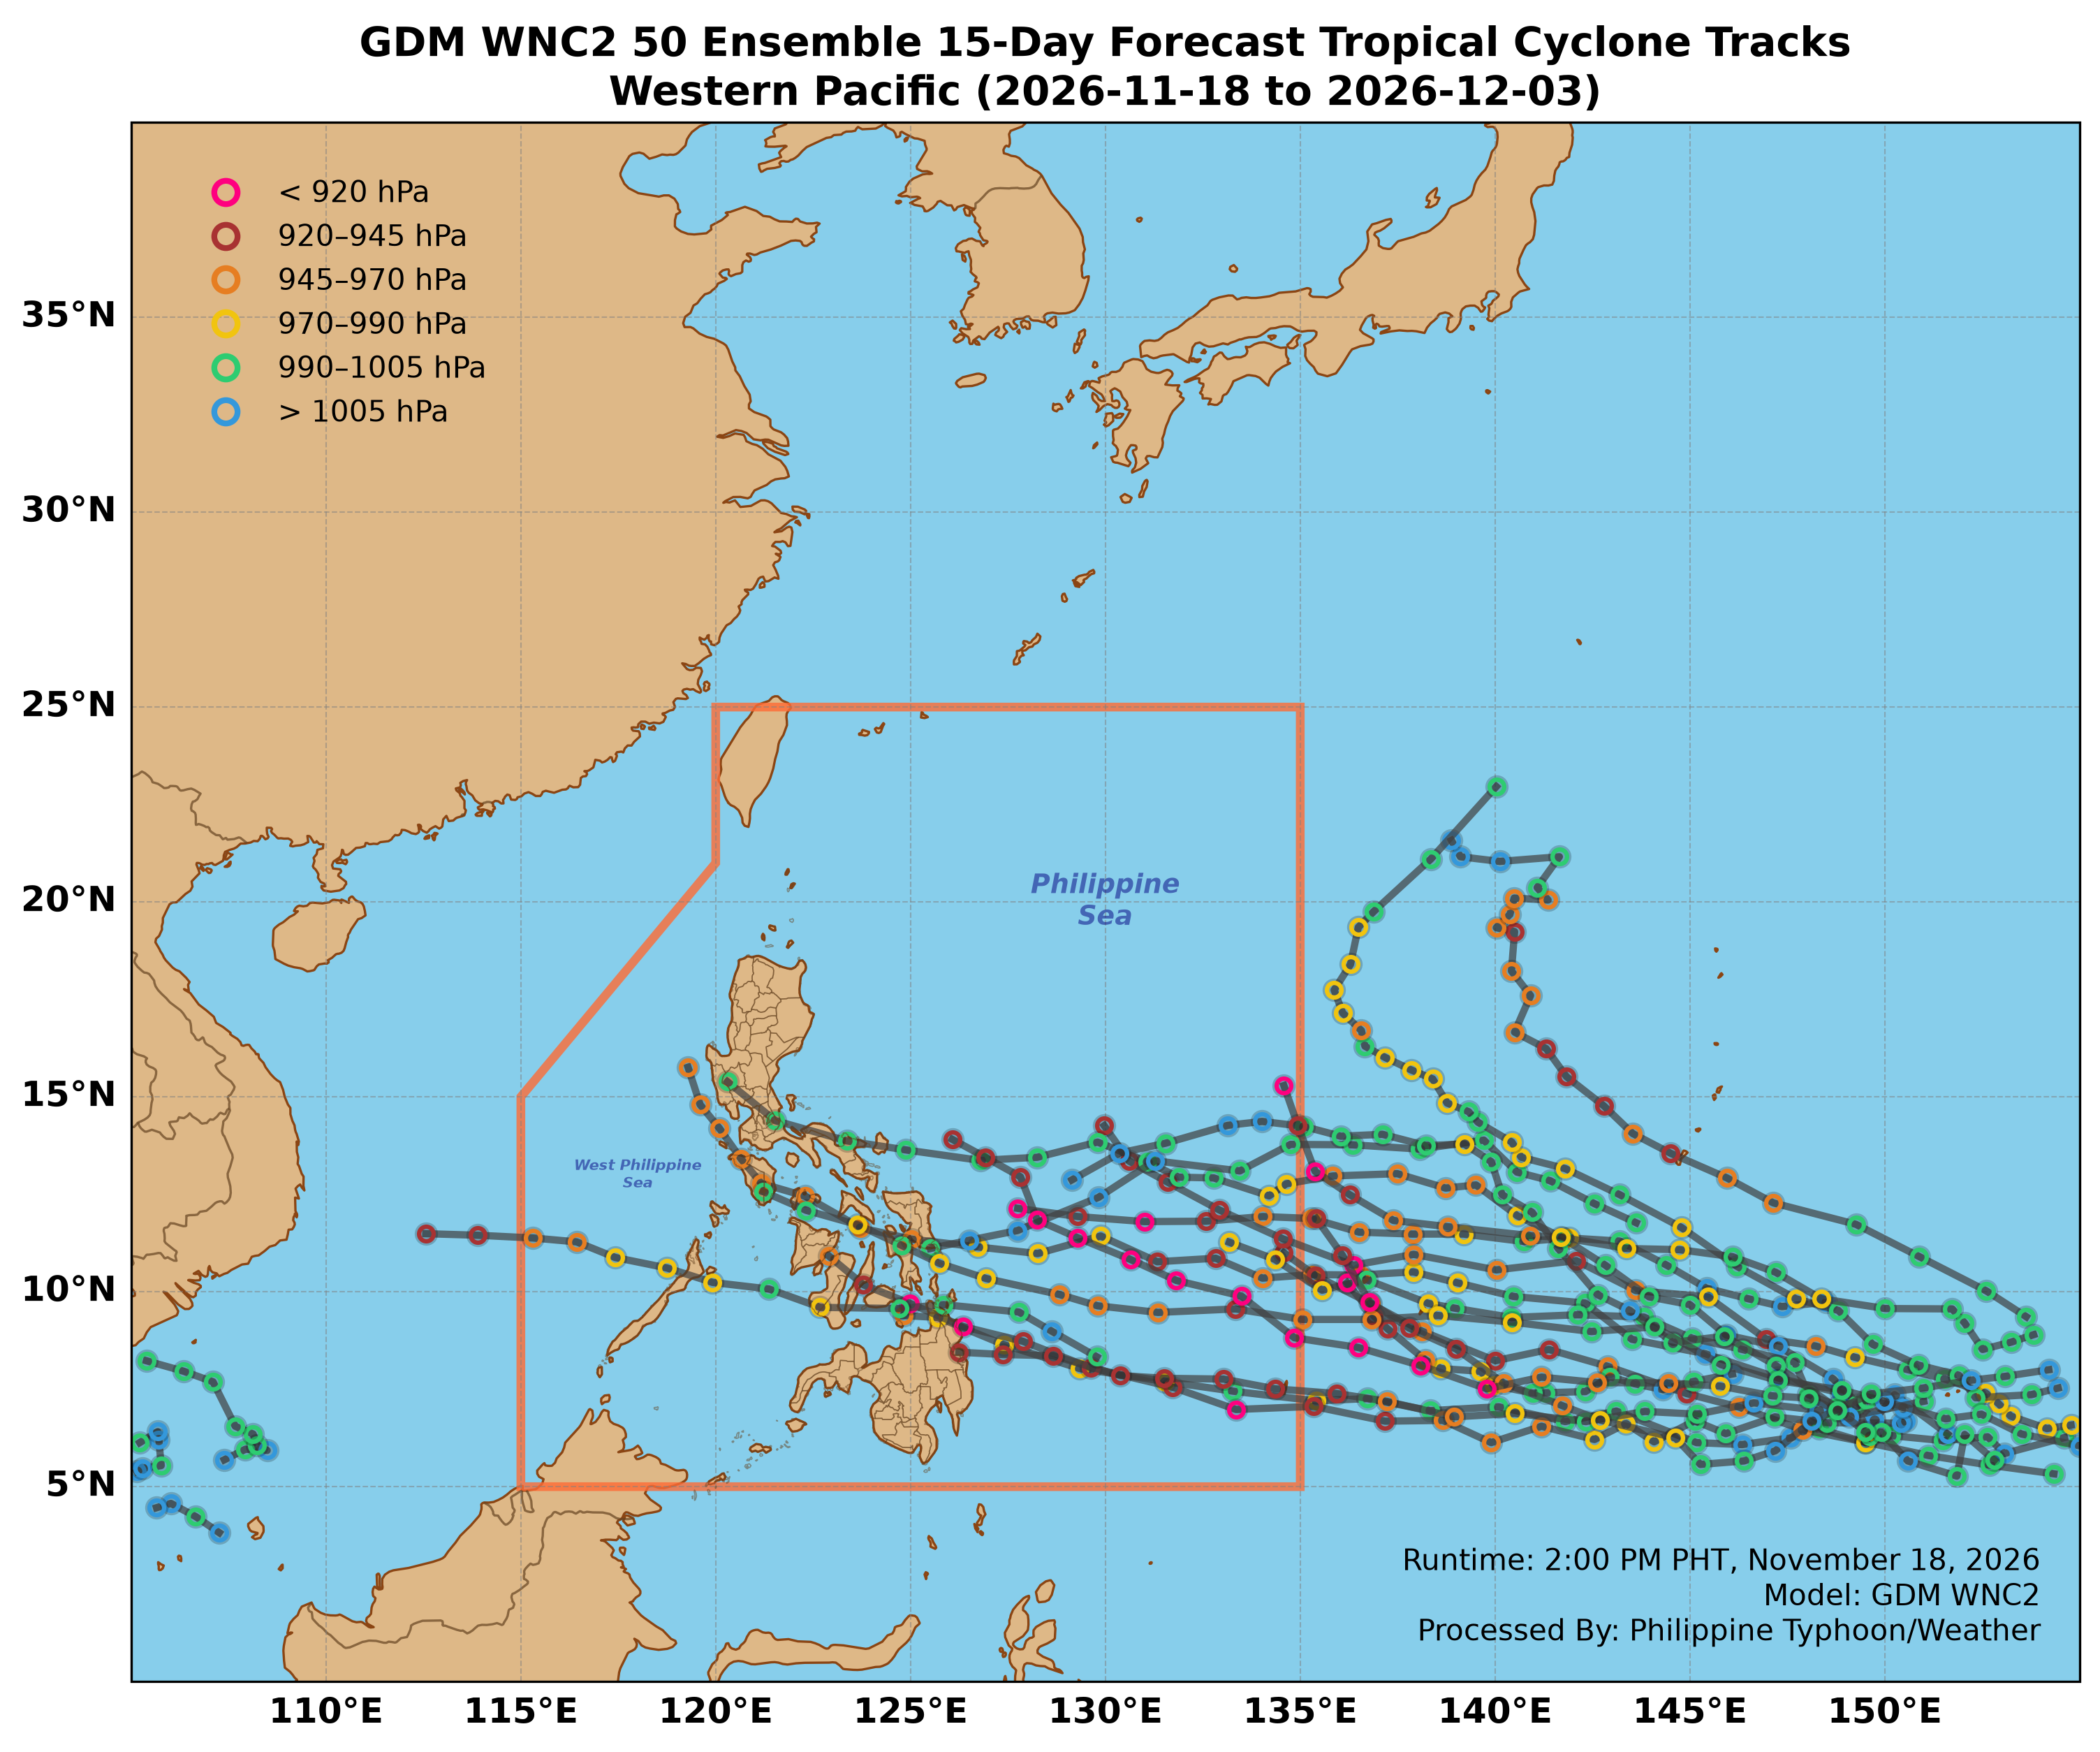 GDM WNC2 50 Ensemble 15-Day Forecast Tropical Cyclone Tracks
Western Pacific (2026-11-18 to 2026-12-03)
< 920 hPa
920–945 hPa
945–970 hPa
970–990 hPa
990–1005 hPa
> 1005 hPa
35°N
30°N
25°N
20°N
15°N
10°N
5°N
Philippine
Sea
West Philippine
Sea
Runtime: 2:00 PM PHT, November 18, 2026
Model: GDM WNC2
Processed By: Philippine Typhoon/Weather
110°E 115°E 120°E 125°E 130°E 135°E 140°E 145°E 150°E